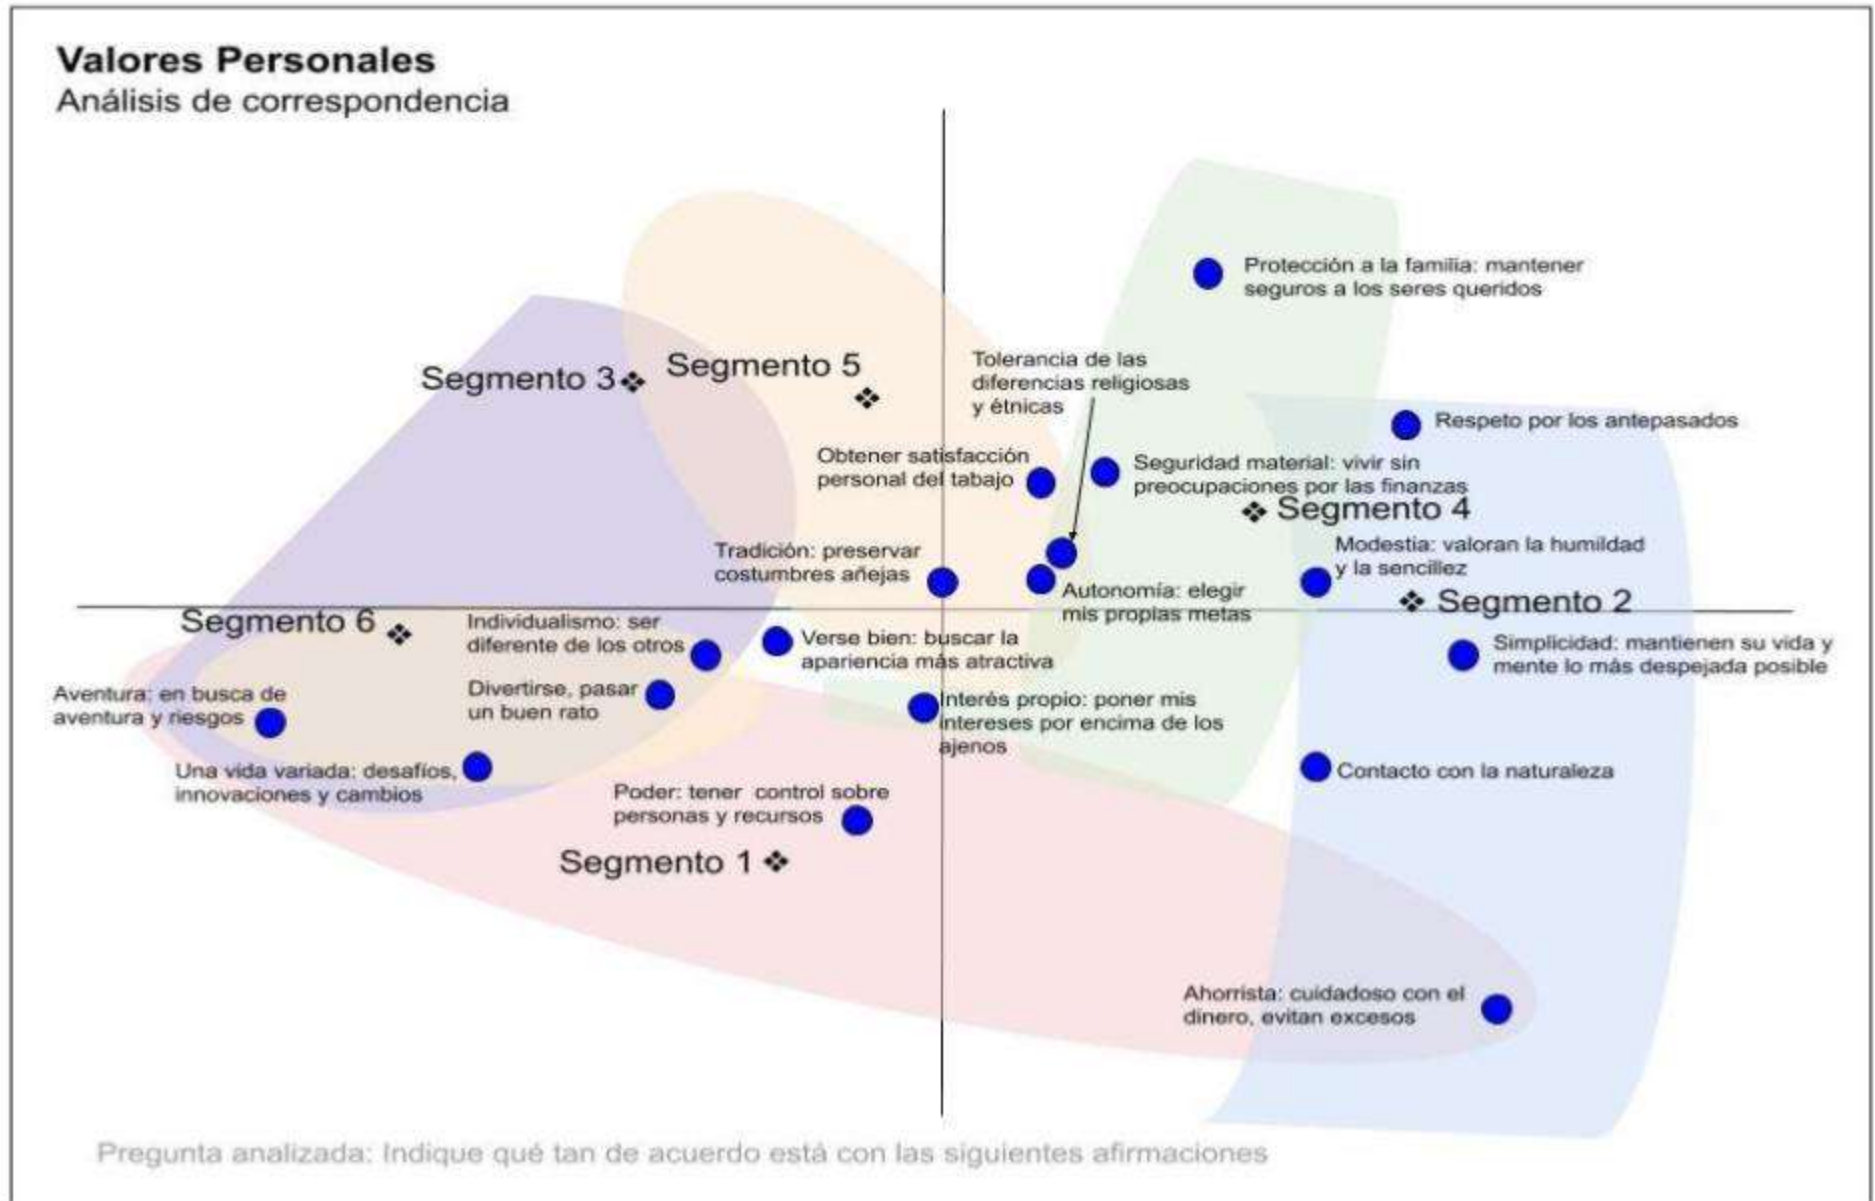 Valores Personales
Análisis de correspondencia
Protección a la familia: mantener
seguros a los seres queridos
Segmento 3
Segmento 5
Tolerancia de las
diferencias religiosas
y étnicas
Respeto por los antepasados
Obtener satisfacción
personal del tabajo
Seguridad material: vivir sin
preocupaciones por las finanzas
Segmento 4
Tradición: preservar
costumbres añejas
Modestia: valoran la humildad
y la sencillez
Autonomía: elegir
mis propias metas
Segmento 2
Segmento 6
Individualismo: ser
diferente de los otros
Verse bien: buscar la
apariencia más atractiva
Simplicidad: mantienen su vida y
mente lo más despejada posible
Aventura: en busca de
aventura y riesgos
Divertirse, pasar
un buen rato
Interés propio: poner mis
intereses por encima de los
ajenos
Una vida variada: desafíos,
innovaciones y cambios
Contacto con la naturaleza
Poder: tener control sobre
personas y recursos
Segmento 1
Ahorrista: cuidadoso con el
dinero, evitan excesos
Pregunta analizada: Indique qué tan de acuerdo está con las siguientes afirmaciones